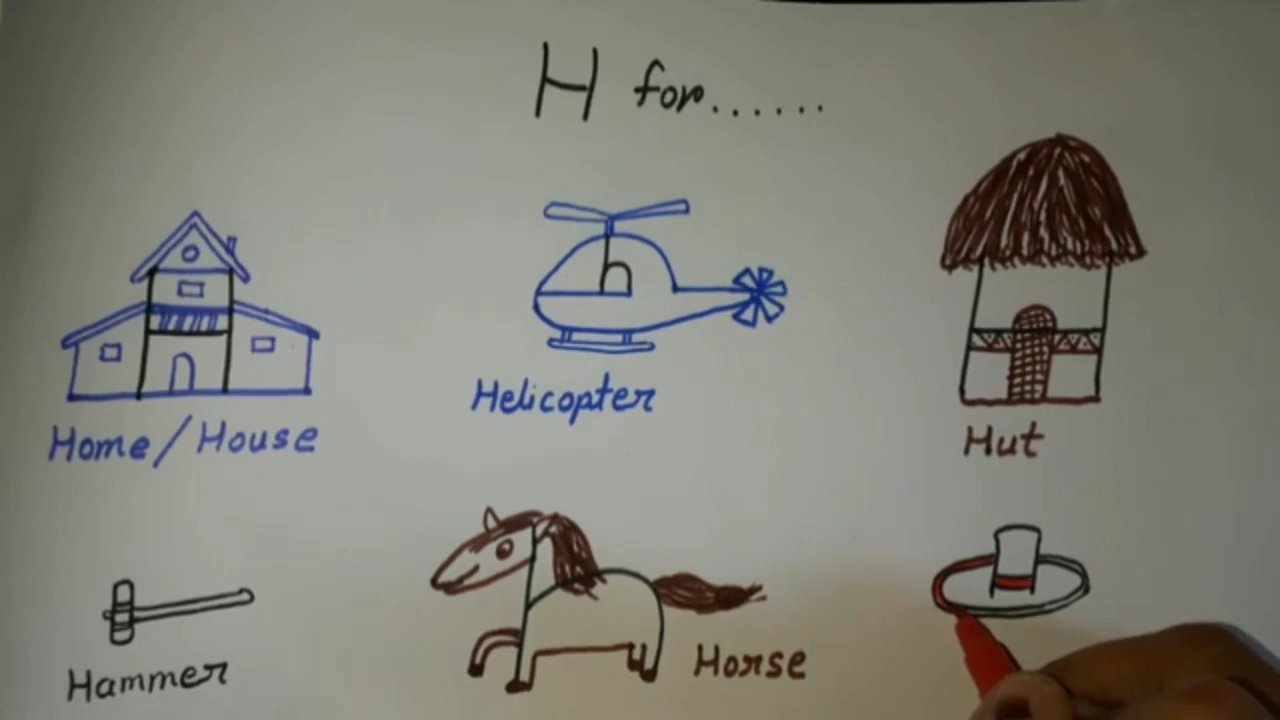 H for......
Home/House
Helicopter
Hut
Hammer
Horse